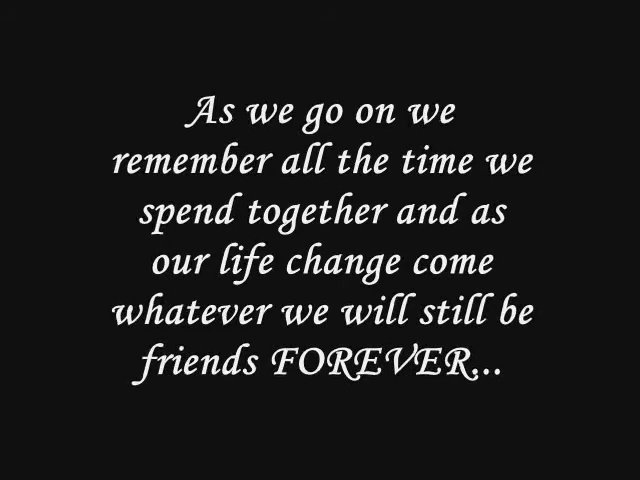 As we go on we
remember all the time we
spend together and as
our life change come
whatever we will still be
friends FOREVER...